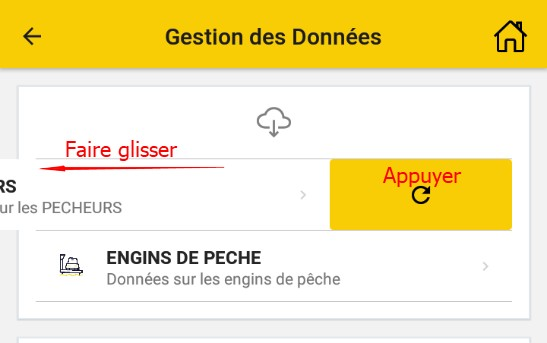 Gestion des Données
Faire glisser
Appuyer
RS
ur les PECHEURS
ENGINS DE PECHE
Données sur les engins de pêche